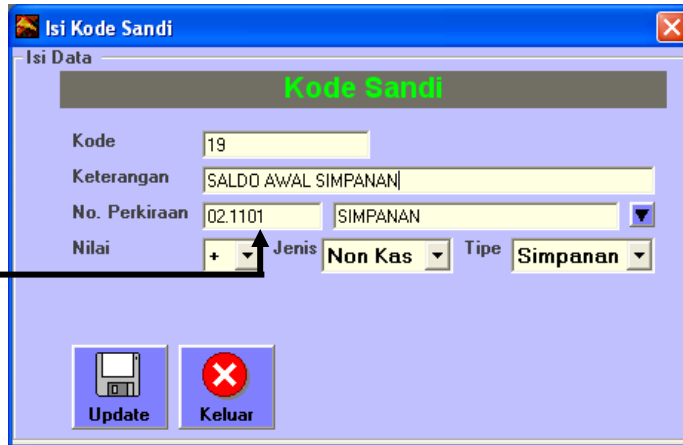 Isi Kode Sandi
Isi Data
Kode Sandi
Kode 19
Keterangan SALDO AWAL SIMPANAN
No. Perkiraan 02.1101 SIMPANAN
Nilai + Jenis Non Kas Tipe Simpanan
Update Keluar